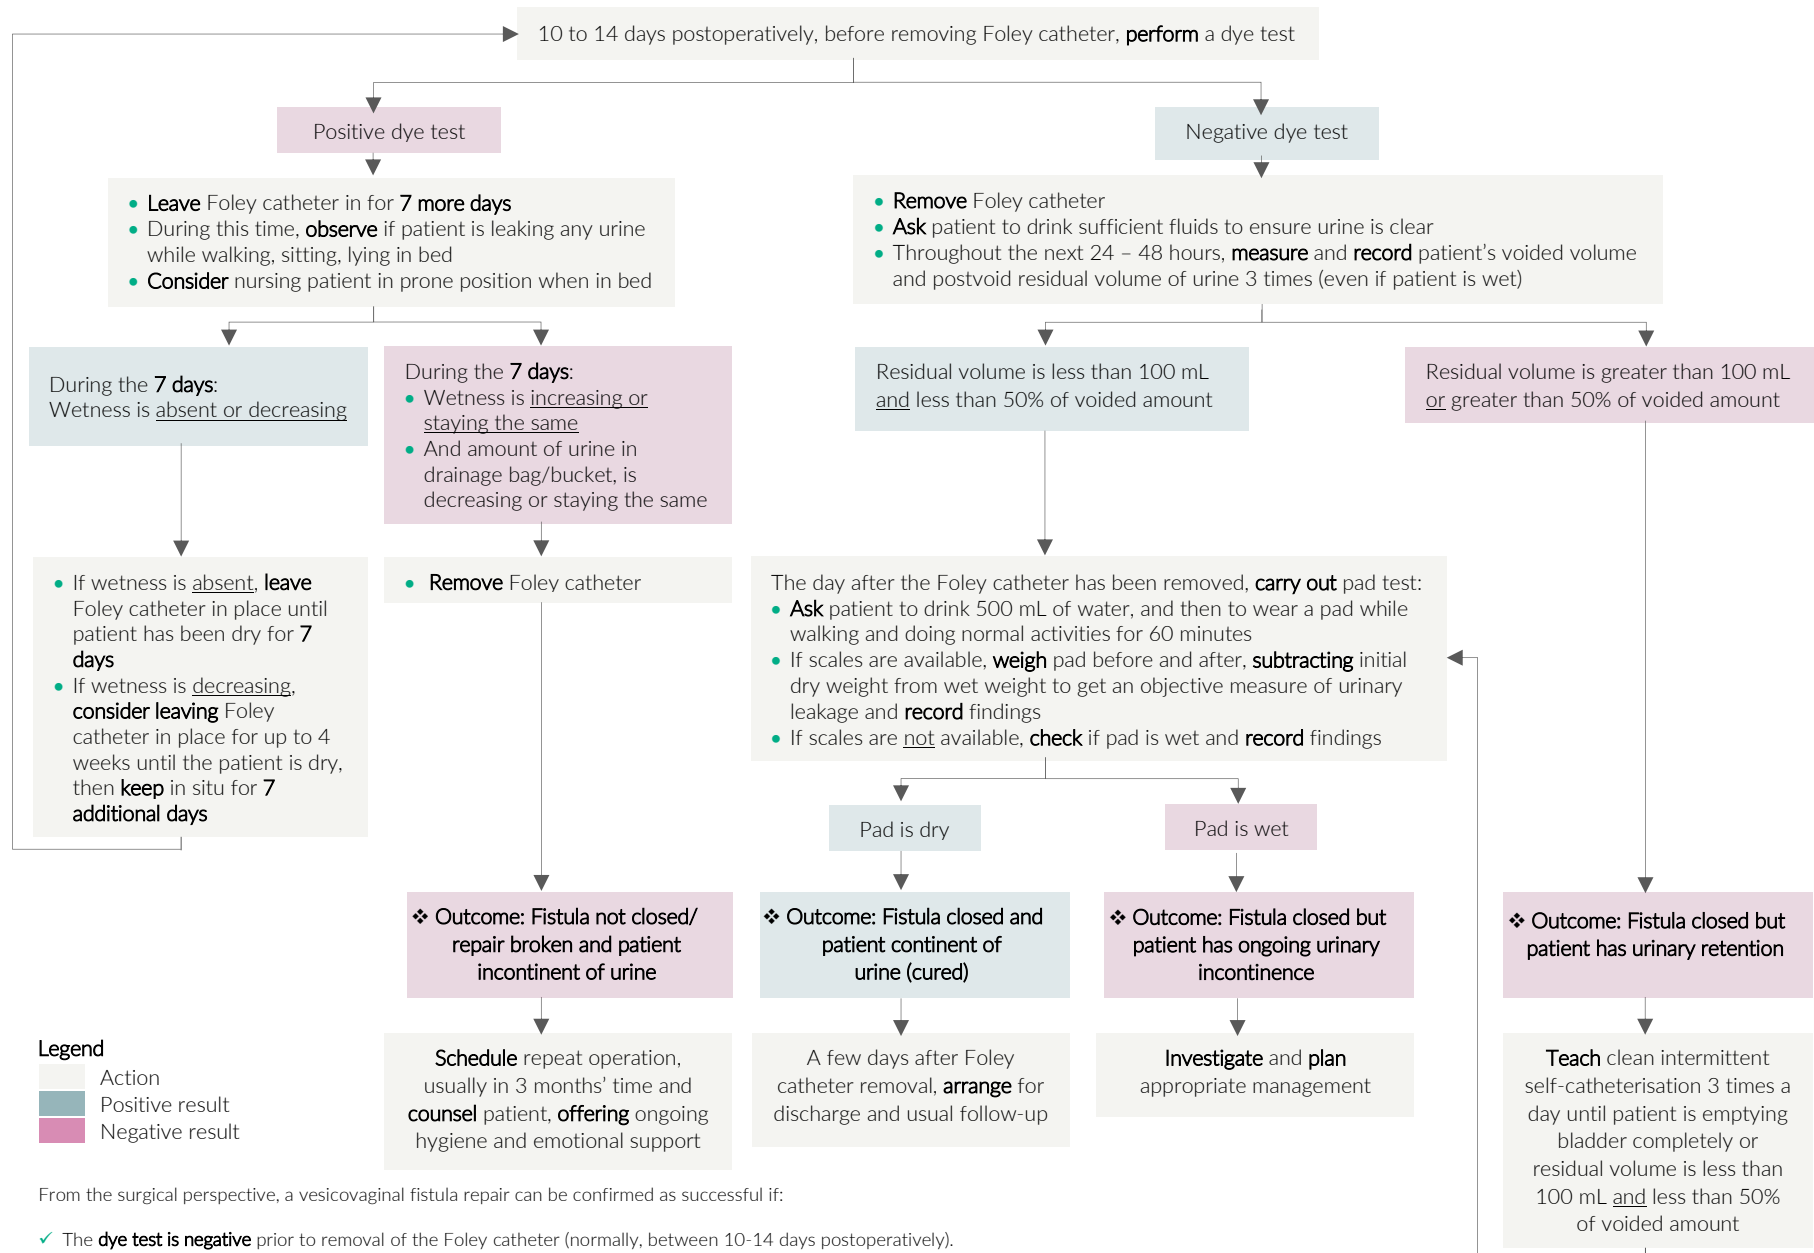 10 to 14 days postoperatively, before removing Foley catheter, perform a dye test
Positive dye test
Negative dye test
• Leave Foley catheter in for 7 more days
• During this time, observe if patient is leaking any urine
while walking, sitting, lying in bed
• Consider nursing patient in prone position when in bed
• Remove Foley catheter
• Ask patient to drink sufficient fluids to ensure urine is clear
• Throughout the next 24 – 48 hours, measure and record patient's voided volume
and postvoid residual volume of urine 3 times (even if patient is wet)
During the 7 days:
Wetness is absent or decreasing
During the 7 days:
• Wetness is increasing or
staying the same
• And amount of urine in
drainage bag/bucket, is
decreasing or staying the same
Residual volume is less than 100 mL
and less than 50% of voided amount
Residual volume is greater than 100 mL
or greater than 50% of voided amount
• If wetness is absent, leave
Foley catheter in place until
patient has been dry for 7
days
• If wetness is decreasing,
consider leaving Foley
catheter in place for up to 4
weeks until the patient is dry,
then keep in situ for 7
additional days
• Remove Foley catheter
The day after the Foley catheter has been removed, carry out pad test:
• Ask patient to drink 500 mL of water, and then to wear a pad while
walking and doing normal activities for 60 minutes
• If scales are available, weigh pad before and after, subtracting initial
dry weight from wet weight to get an objective measure of urinary
leakage and record findings
• If scales are not available, check if pad is wet and record findings
Pad is dry
Pad is wet
❖ Outcome: Fistula not closed/
repair broken and patient
incontinent of urine
❖ Outcome: Fistula closed and
patient continent of
urine (cured)
❖ Outcome: Fistula closed but
patient has ongoing urinary
incontinence
❖ Outcome: Fistula closed but
patient has urinary retention
Schedule repeat operation,
usually in 3 months' time and
counsel patient, offering ongoing
hygiene and emotional support
A few days after Foley
catheter removal, arrange for
discharge and usual follow-up
Investigate and plan
appropriate management
Teach clean intermittent
self-catheterisation 3 times a
day until patient is emptying
bladder completely or
residual volume is less than
100 mL and less than 50%
of voided amount
Legend
Action
Positive result
Negative result
From the surgical perspective, a vesicovaginal fistula repair can be confirmed as successful if:
✓ The dye test is negative prior to removal of the Foley catheter (normally, between 10-14 days postoperatively).